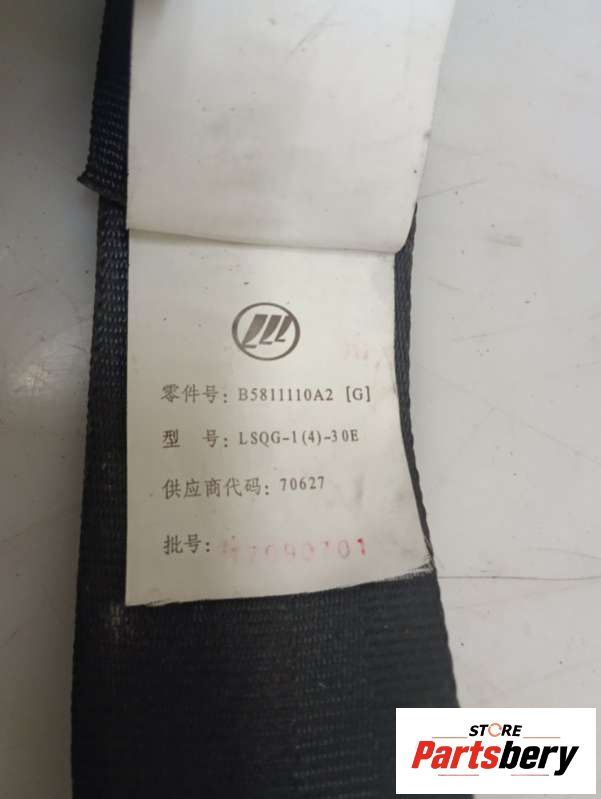 零件号: B5811110A2 [G]
型 号: LSQG-1(4)-30E
供应商代码: 70627
批号:
STORE
Partsbery